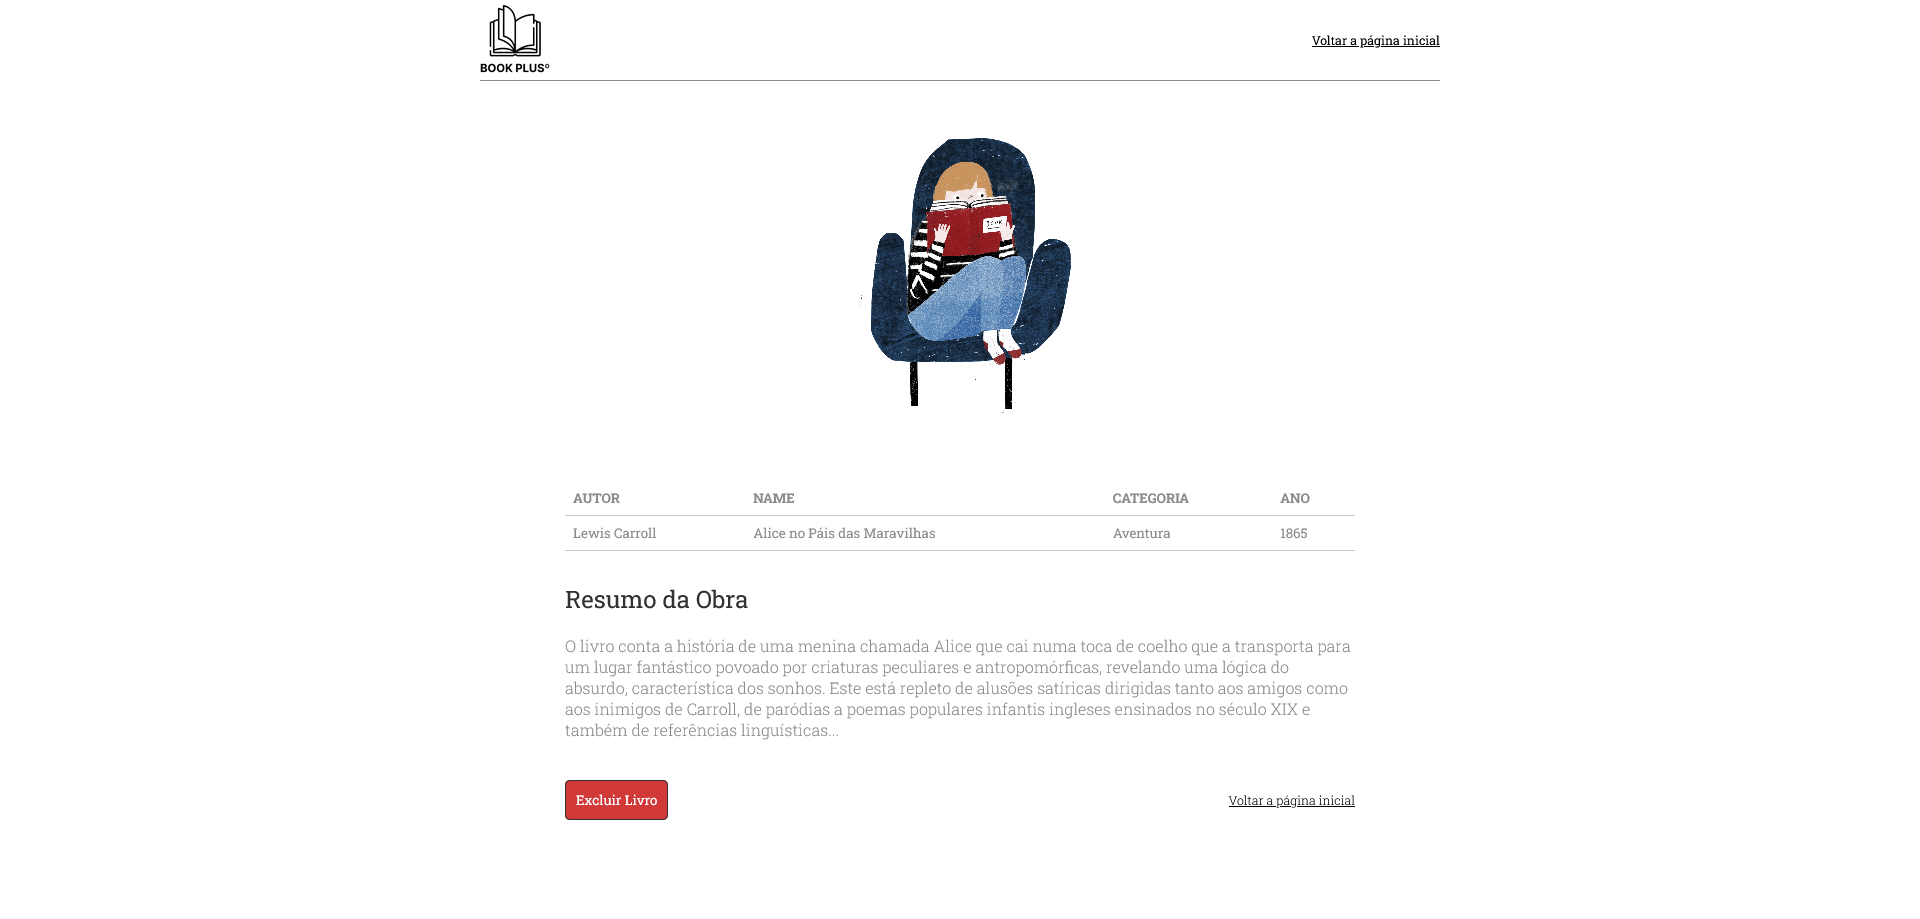 BOOK PLUSº
Voltar a página inicial
AUTOR NAME CATEGORIA ANO
Lewis Carroll Alice no Páis das Maravilhas Aventura 1865
Resumo da Obra
O livro conta a história de uma menina chamada Alice que cai numa toca de coelho que a transporta para
um lugar fantástico povoado por criaturas peculiares e antropomórficas, revelando uma lógica do
absurdo, característica dos sonhos. Este está repleto de alusões satíricas dirigidas tanto aos amigos como
aos inimigos de Carroll, de paródias a poemas populares infantis ingleses ensinados no século XIX e
também de referências linguísticas...
Excluir Livro
Voltar a página inicial